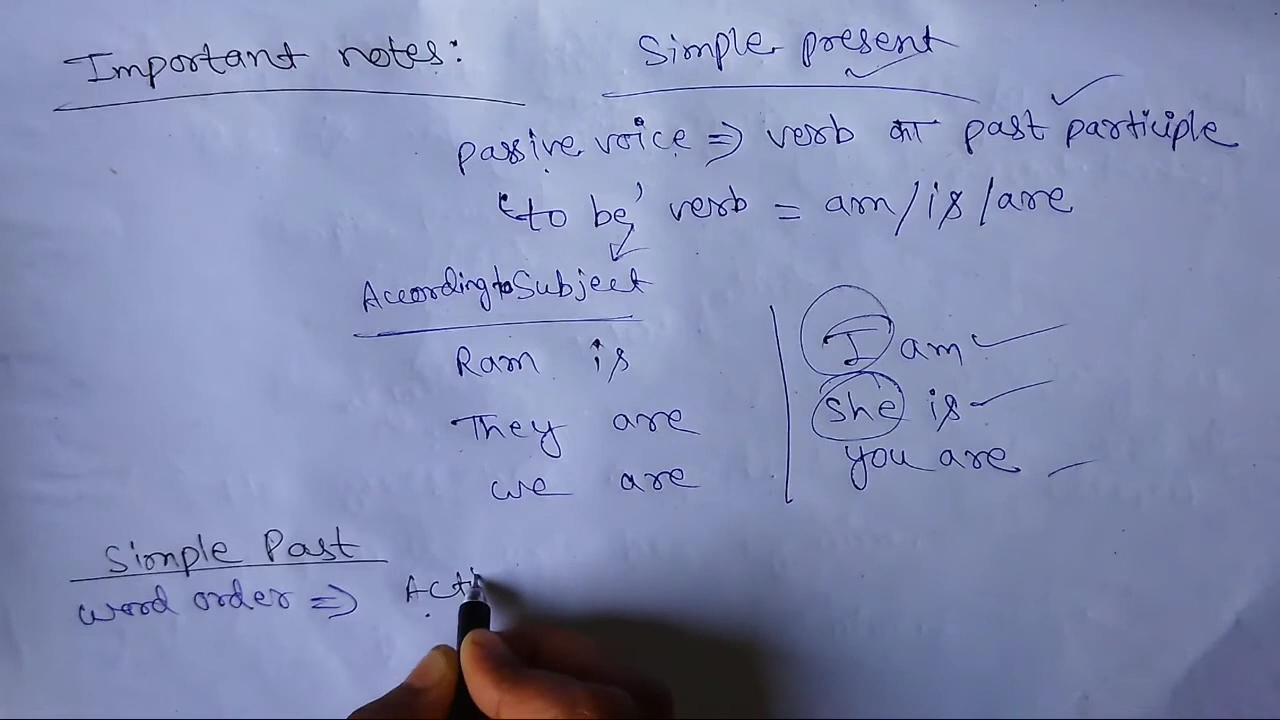 Important notes:
Simple present
passive voice => verb का past participle
'to be' verb = am/is/are
According to Subject
Ram is
They are
we are
I am
she is
you are
Simple Past
word order => Acti